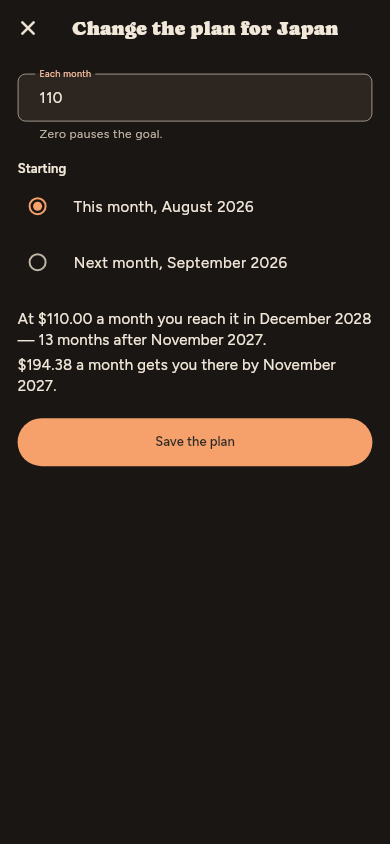 Change the plan for Japan
Each month
110
Zero pauses the goal.
Starting
This month, August 2026
Next month, September 2026
At $110.00 a month you reach it in December 2028
— 13 months after November 2027.
$194.38 a month gets you there by November
2027.
Save the plan